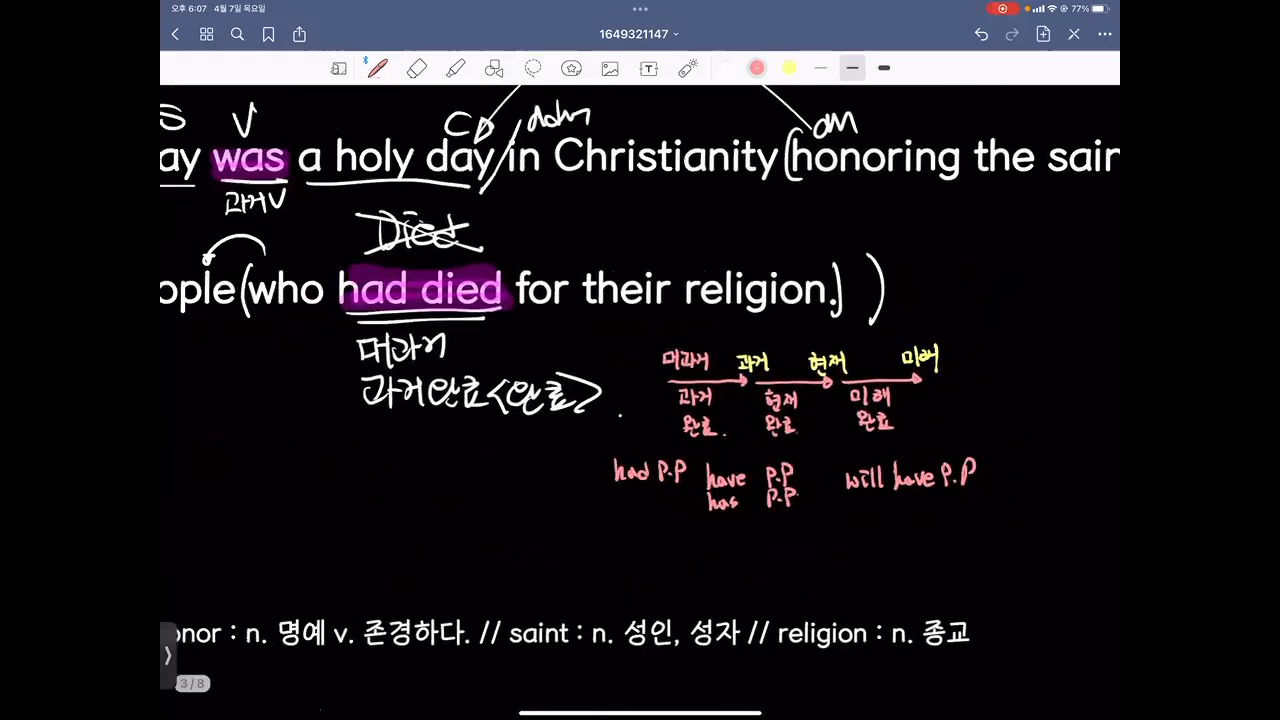 오후 6:07 4월 7일 목요일
77%
1649321147
S V C
ay was a holy day in Christianity (honoring the sain
과거V
Died
ople (who had died for their religion.) )
대과거
과거완료<완료>
대과거 과거 현재 미래
과거 현재 미래
완료 완료 완료
had P.P have P.P will have P.P
has P.P
onor : n. 명예 v. 존경하다. // saint : n. 성인, 성자 // religion : n. 종교
3/8